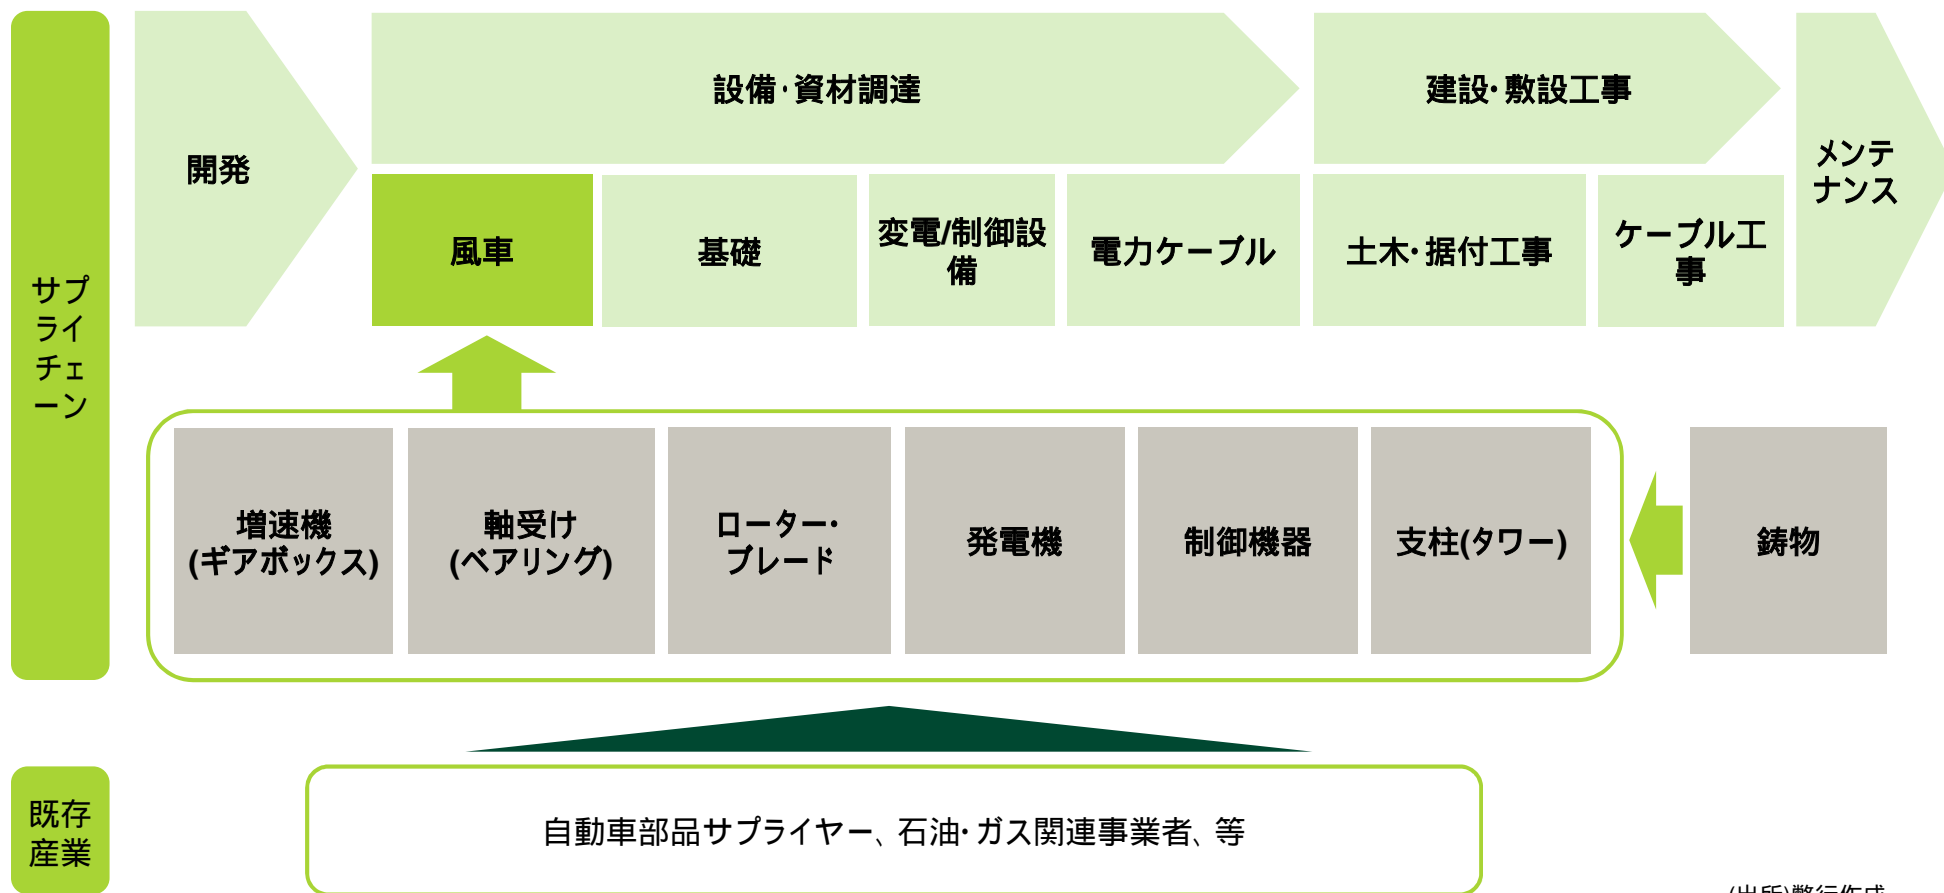 サプ
ライ
チェ
ーン
開発
設備・資材調達
建設・敷設工事
メンテ
ナンス
風車
基礎
変電/制御設
備
電力ケーブル
土木・据付工事
ケーブル工
事
増速機
(ギアボックス)
軸受け
(ベアリング)
ローター・
ブレード
発電機
制御機器
支柱(タワー)
鋳物
既存
産業
自動車部品サプライヤー、石油・ガス関連事業者、等
(出所)弊行作成